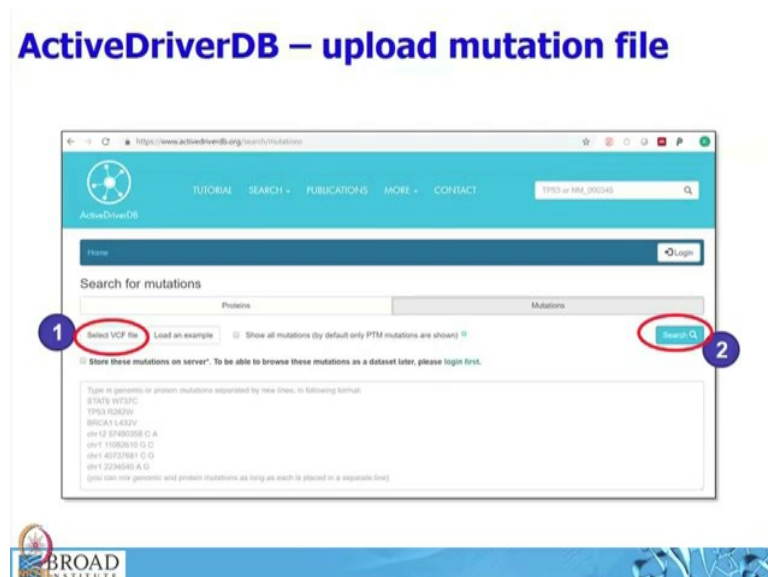 ActiveDriverDB – upload mutation file
https://www.activedriverdb.org/search/mutations
ActiveDriverDB
TUTORIAL SEARCH PUBLICATIONS MORE CONTACT
TP53 or NM_000345
Home
Login
Search for mutations
Proteins Mutations
1
Select VCF file Load an example Show all mutations (by default only PTM mutations are shown)
Search
2
Store these mutations on server*. To be able to browse these mutations as a dataset later, please login first.
Type in genomic or protein mutations separated by new lines, in following format:
STAT6 W737C
TP53 R282W
BRCA1 L432V
chr12 57490358 C A
chr1 11082610 G C
chr1 40737681 C G
chr1 2234540 A G
(you can mix genomic and protein mutations as long as each is placed in a separate line)
BROAD
INSTITUTE